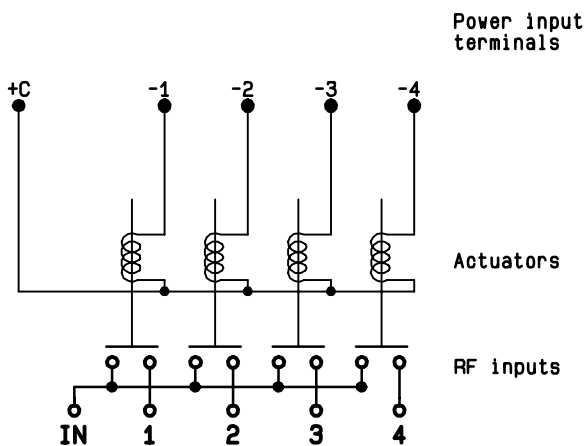 Power input
terminals
+C -1 -2 -3 -4
Actuators
RF inputs
IN 1 2 3 4